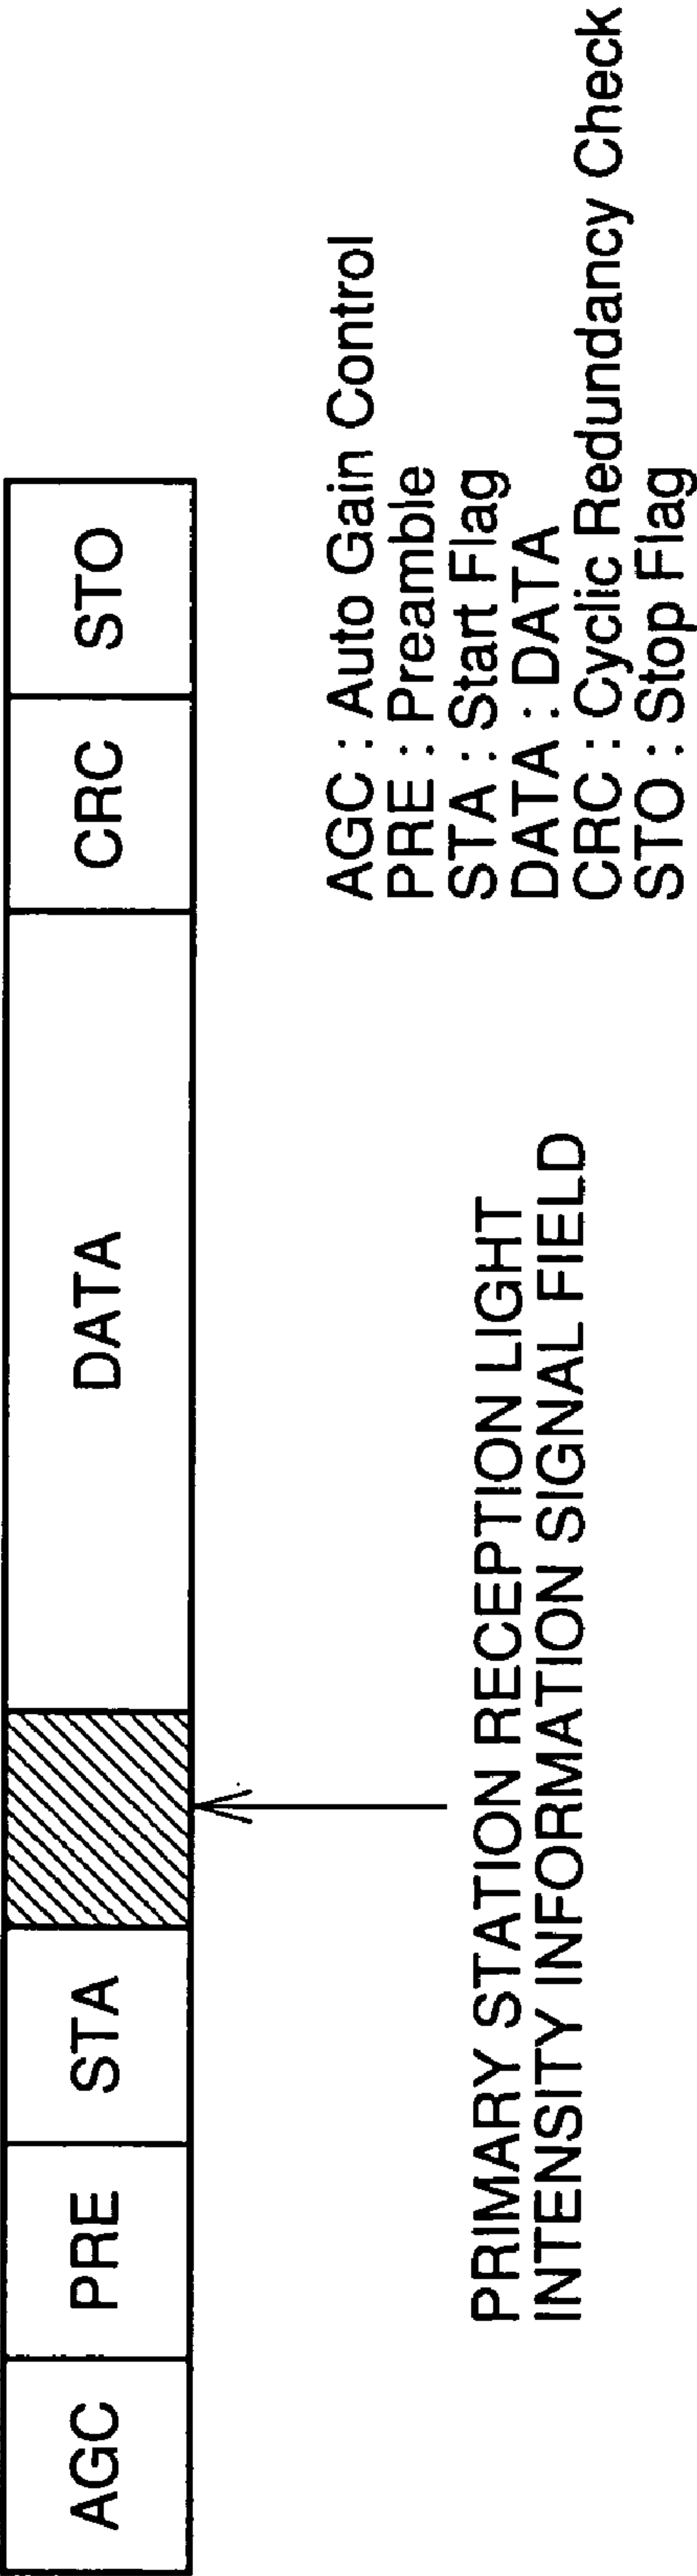 AGC PRE STA DATA CRC STO
PRIMARY STATION RECEPTION LIGHT
INTENSITY INFORMATION SIGNAL FIELD
AGC : Auto Gain Control
PRE : Preamble
STA : Start Flag
DATA : DATA
CRC : Cyclic Redundancy Check
STO : Stop Flag